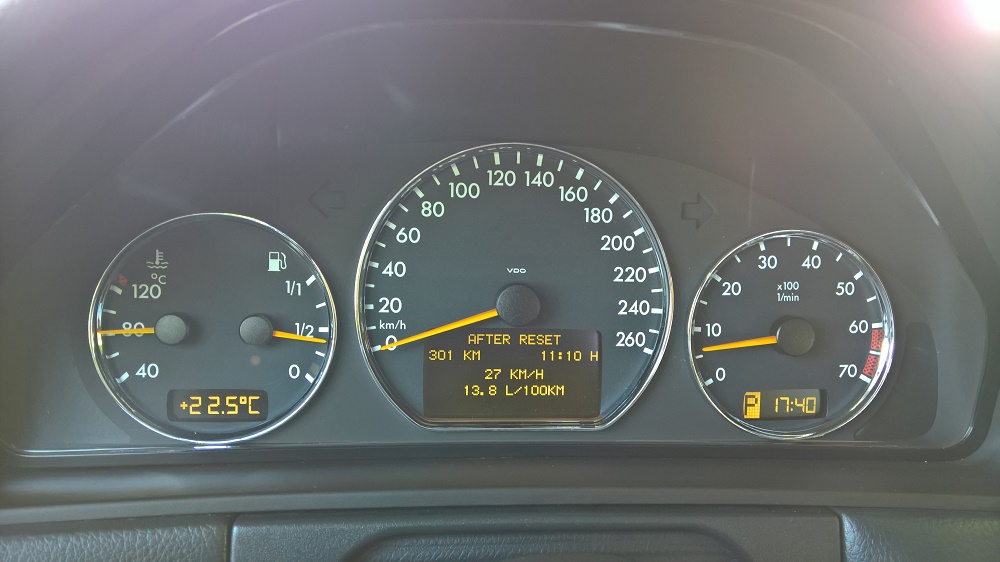 °C
120
80
40
+22.5°C
1/1
1/2
0
0
20
40
60
80
100
120
140
160
180
200
220
240
260
km/h
VDO
AFTER RESET
301 KM 11:10 H
27 KM/H
13.8 L/100KM
0
10
20
30
40
50
60
70
x100
1/min
P 17:40